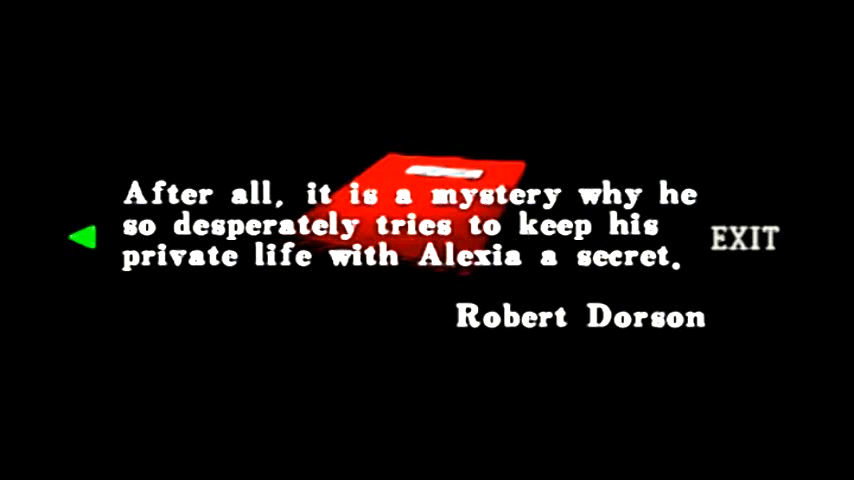 After all, it is a mystery why he
so desperately tries to keep his
private life with Alexia a secret.
EXIT
Robert Dorson